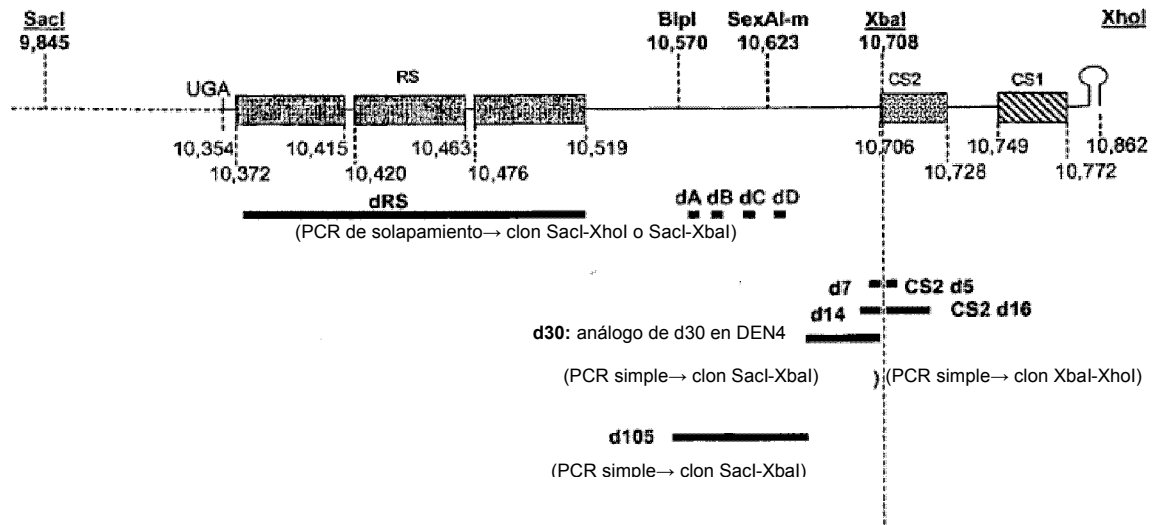 SacI BlpI SexAI-m XbaI XhoI
9,845 10,570 10,623 10,708
UGA RS CS2 CS1
10,354 10,415 10,463 10,519 10,706 10,749 10,862
10,372 10,420 10,476 10,728 10,772
dRS dA dB dC dD
(PCR de solapamiento→ clon SacI-XhoI o SacI-XbaI)
d7 CS2 d5
d14 CS2 d16
d30: análogo de d30 en DEN4
(PCR simple→ clon SacI-XbaI) ) (PCR simple→ clon XbaI-XhoI)
d105
(PCR simple→ clon SacI-XbaI)